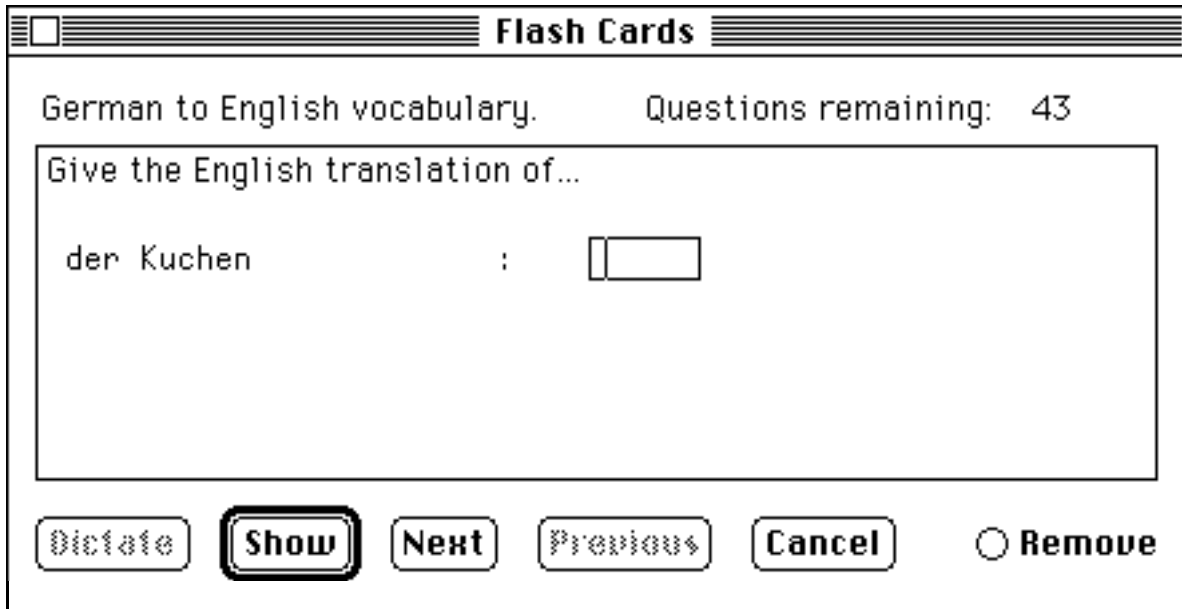 Flash Cards
German to English vocabulary. Questions remaining: 43
Give the English translation of...
der Kuchen :
Dictate Show Next Previous Cancel Remove